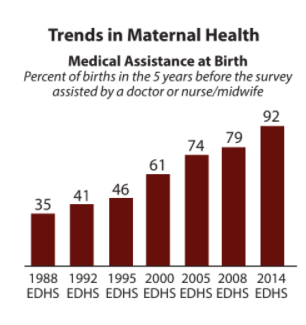 Trends in Maternal Health
Medical Assistance at Birth
Percent of births in the 5 years before the survey
assisted by a doctor or nurse/midwife
35 41 46 61 74 79 92
1988 1992 1995 2000 2005 2008 2014
EDHS EDHS EDHS EDHS EDHS EDHS EDHS